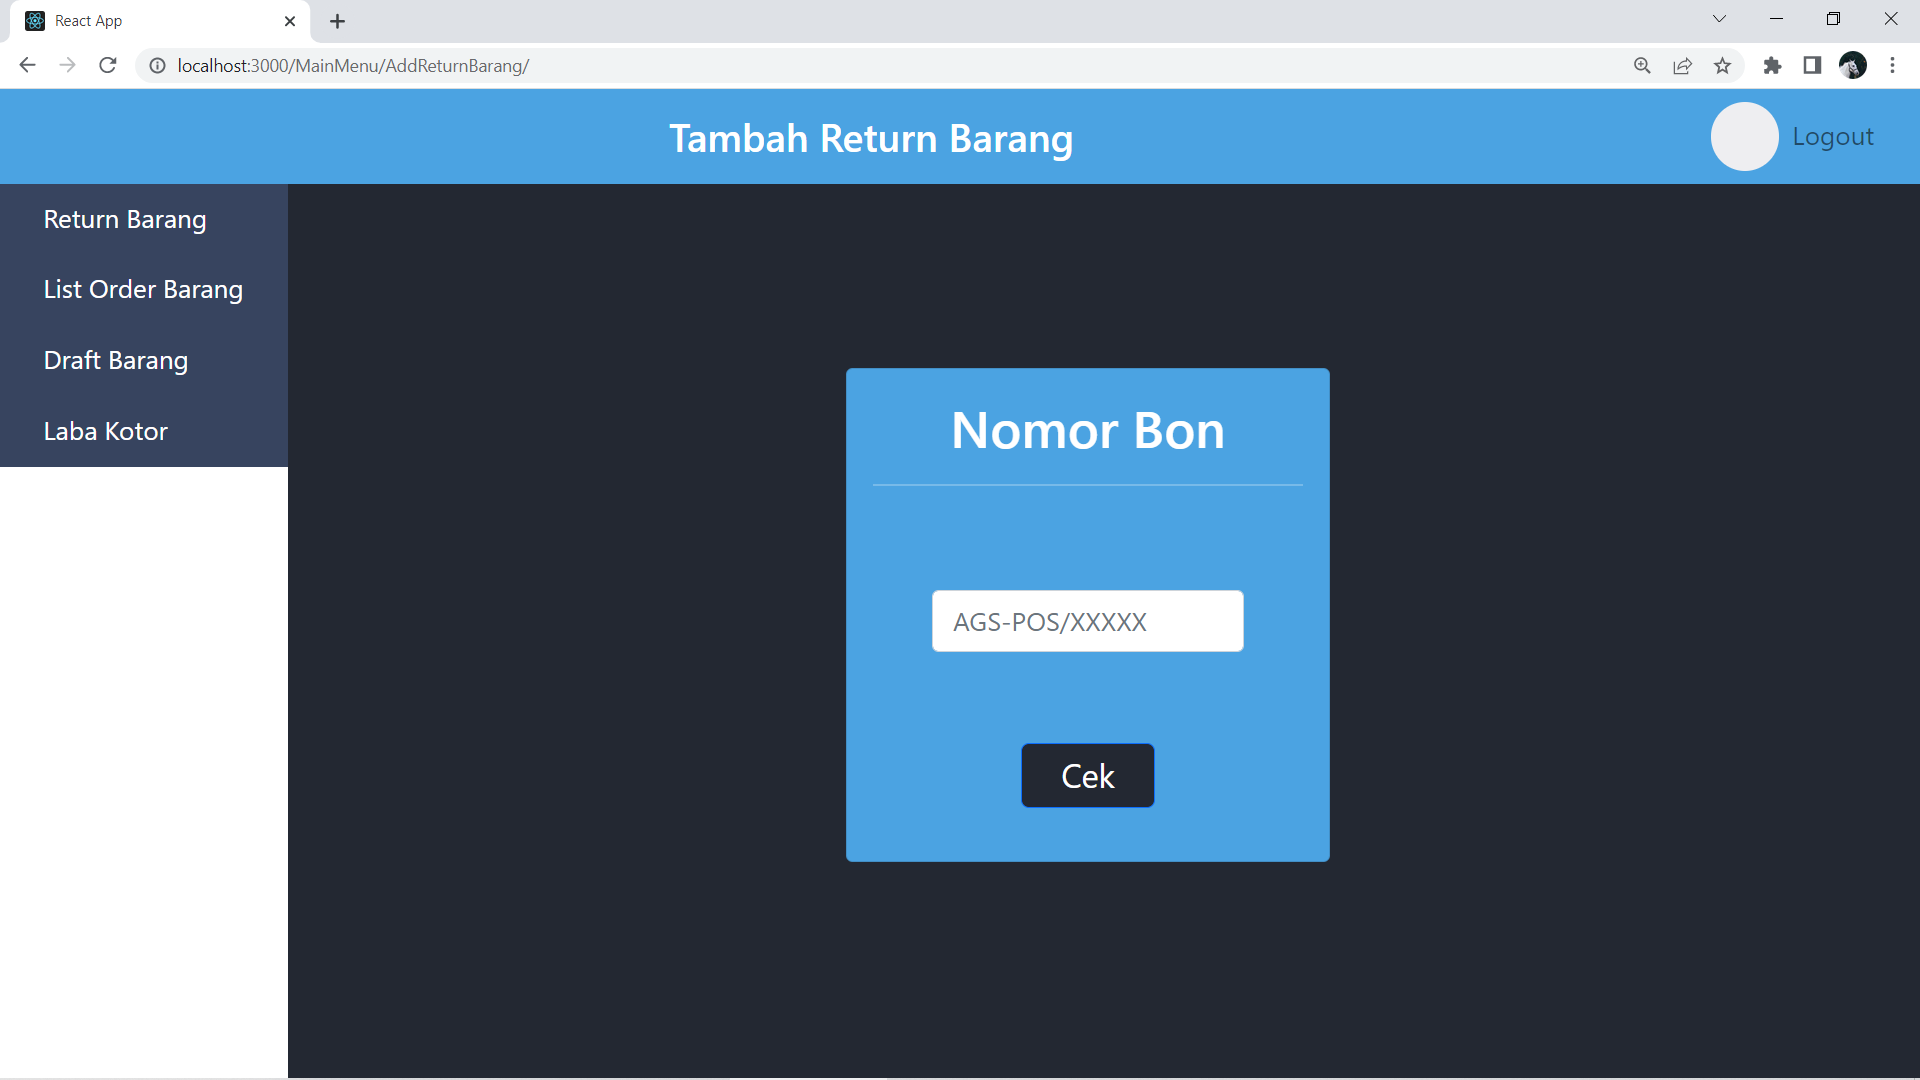 React App
localhost:3000/MainMenu/AddReturnBarang/
Tambah Return Barang
Logout
Return Barang
List Order Barang
Draft Barang
Laba Kotor
Nomor Bon
AGS-POS/XXXXX
Cek